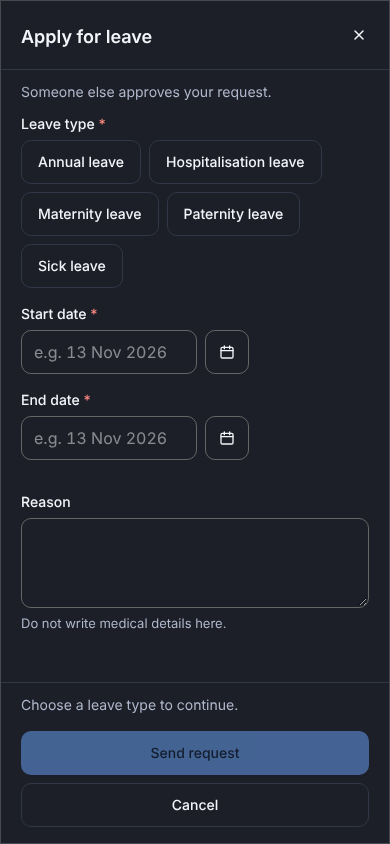 Apply for leave
Someone else approves your request.
Leave type *
Annual leave
Hospitalisation leave
Maternity leave
Paternity leave
Sick leave
Start date *
e.g. 13 Nov 2026
End date *
e.g. 13 Nov 2026
Reason
Do not write medical details here.
Choose a leave type to continue.
Send request
Cancel